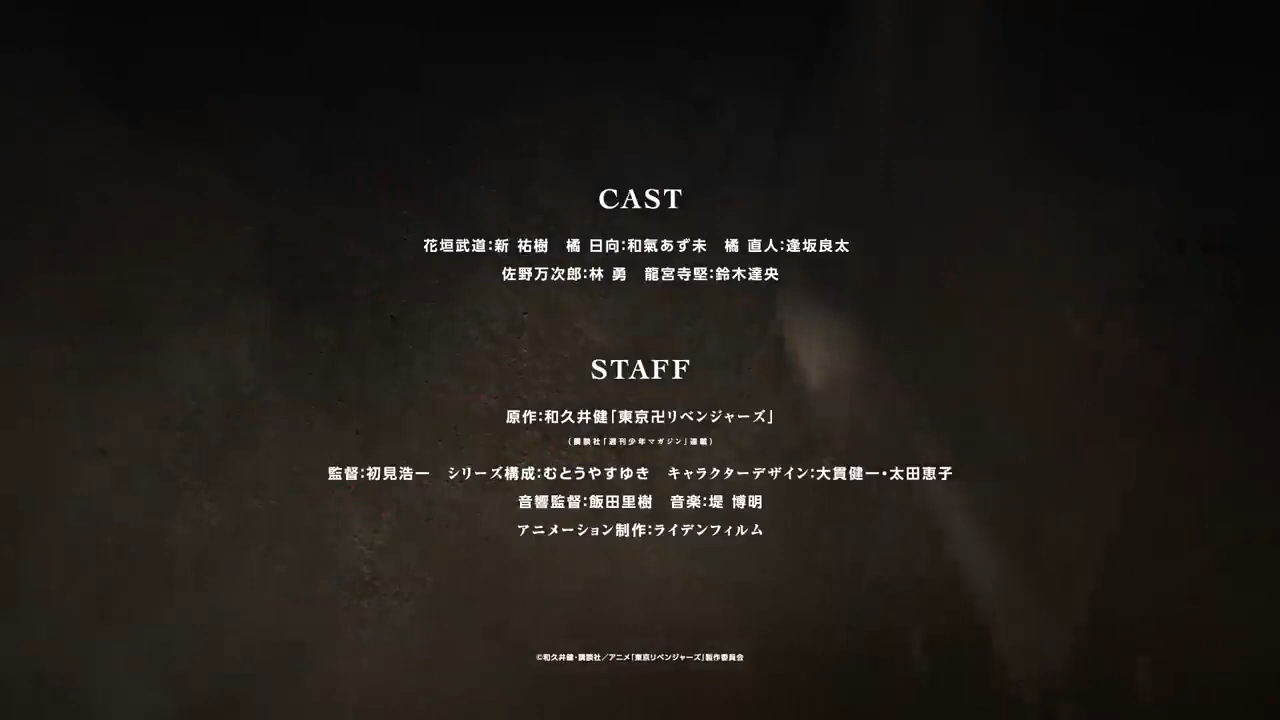 CAST
花垣武道：新 祐樹　橘 日向：和氣あず未　橘 直人：逢坂良太
佐野万次郎：林 勇　龍宮寺堅：鈴木達央
STAFF
原作：和久井健「東京卍リベンジャーズ」
（講談社「週刊少年マガジン」連載）
監督：初見浩一　シリーズ構成：むとうやすゆき　キャラクターデザイン：大貫健一・太田恵子
音響監督：飯田里樹　音楽：堤 博明
アニメーション制作：ライデンフィルム
©和久井健・講談社／アニメ「東京リベンジャーズ」製作委員会